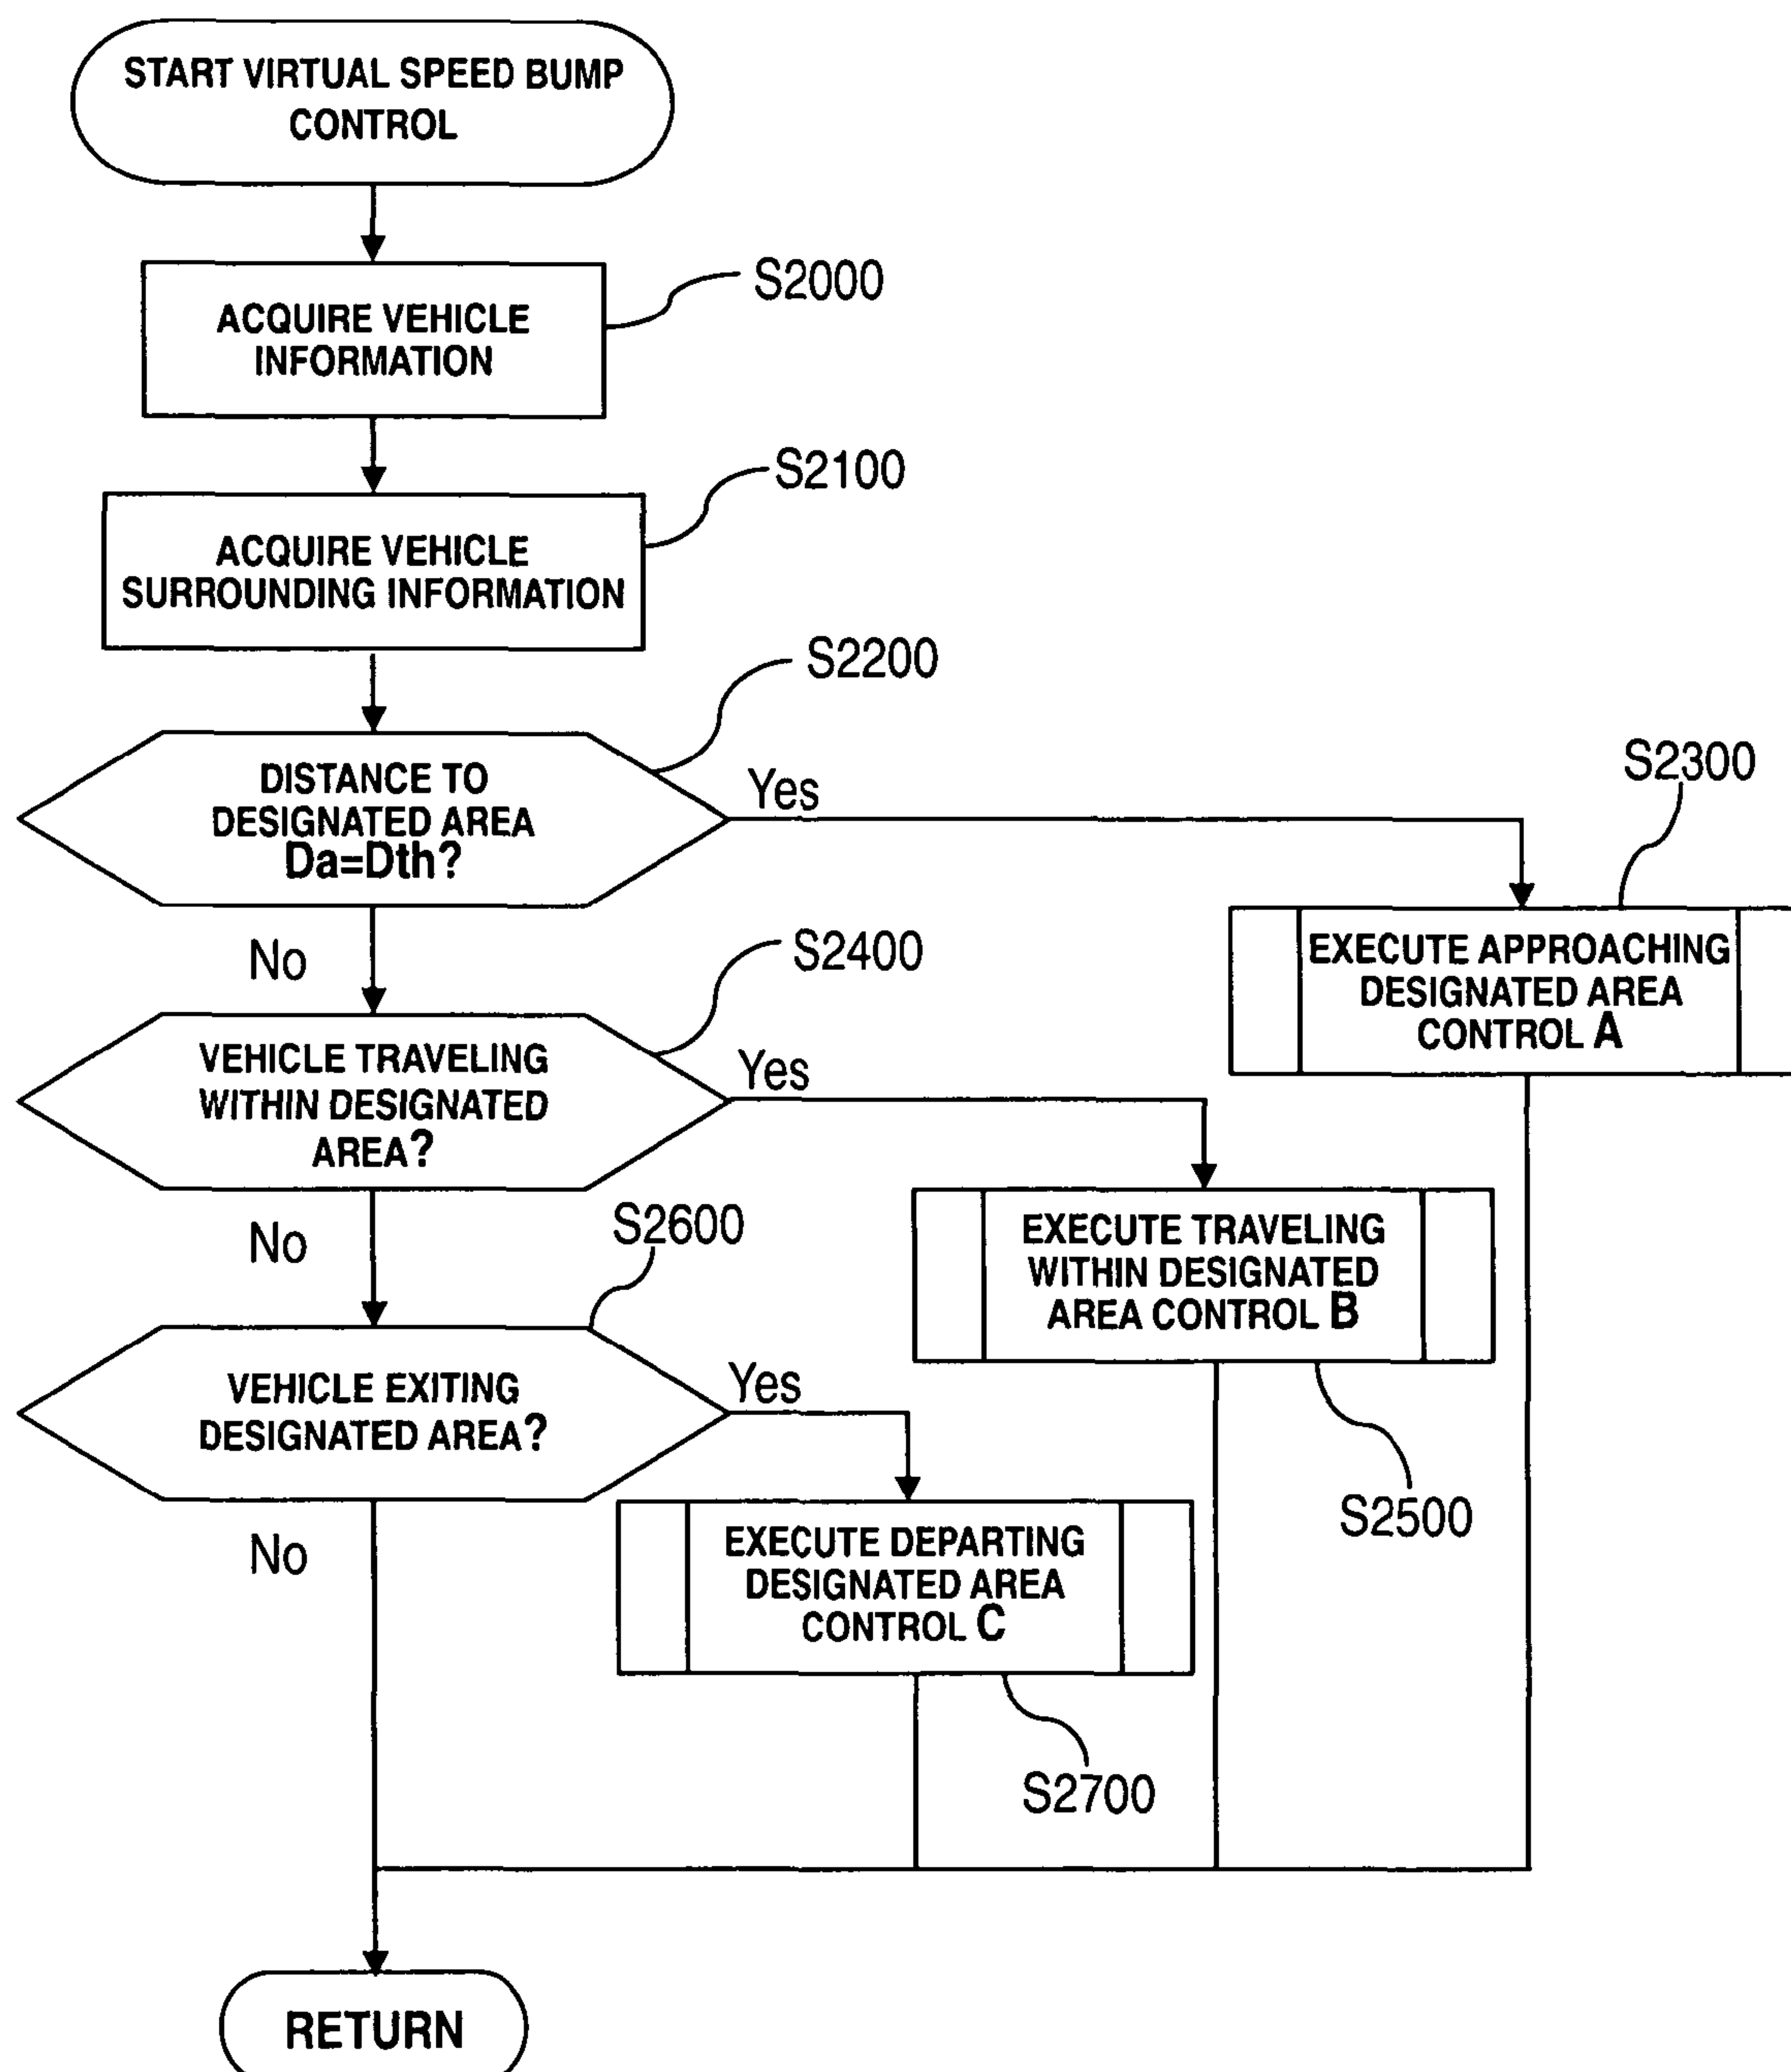 START VIRTUAL SPEED BUMP
CONTROL
S2000
ACQUIRE VEHICLE
INFORMATION
S2100
ACQUIRE VEHICLE
SURROUNDING INFORMATION
S2200
DISTANCE TO
DESIGNATED AREA
Da=Dth?
Yes
S2300
EXECUTE APPROACHING
DESIGNATED AREA
CONTROL A
No
S2400
VEHICLE TRAVELING
WITHIN DESIGNATED
AREA?
Yes
EXECUTE TRAVELING
WITHIN DESIGNATED
AREA CONTROL B
S2500
No
S2600
VEHICLE EXITING
DESIGNATED AREA?
Yes
EXECUTE DEPARTING
DESIGNATED AREA
CONTROL C
S2700
No
RETURN